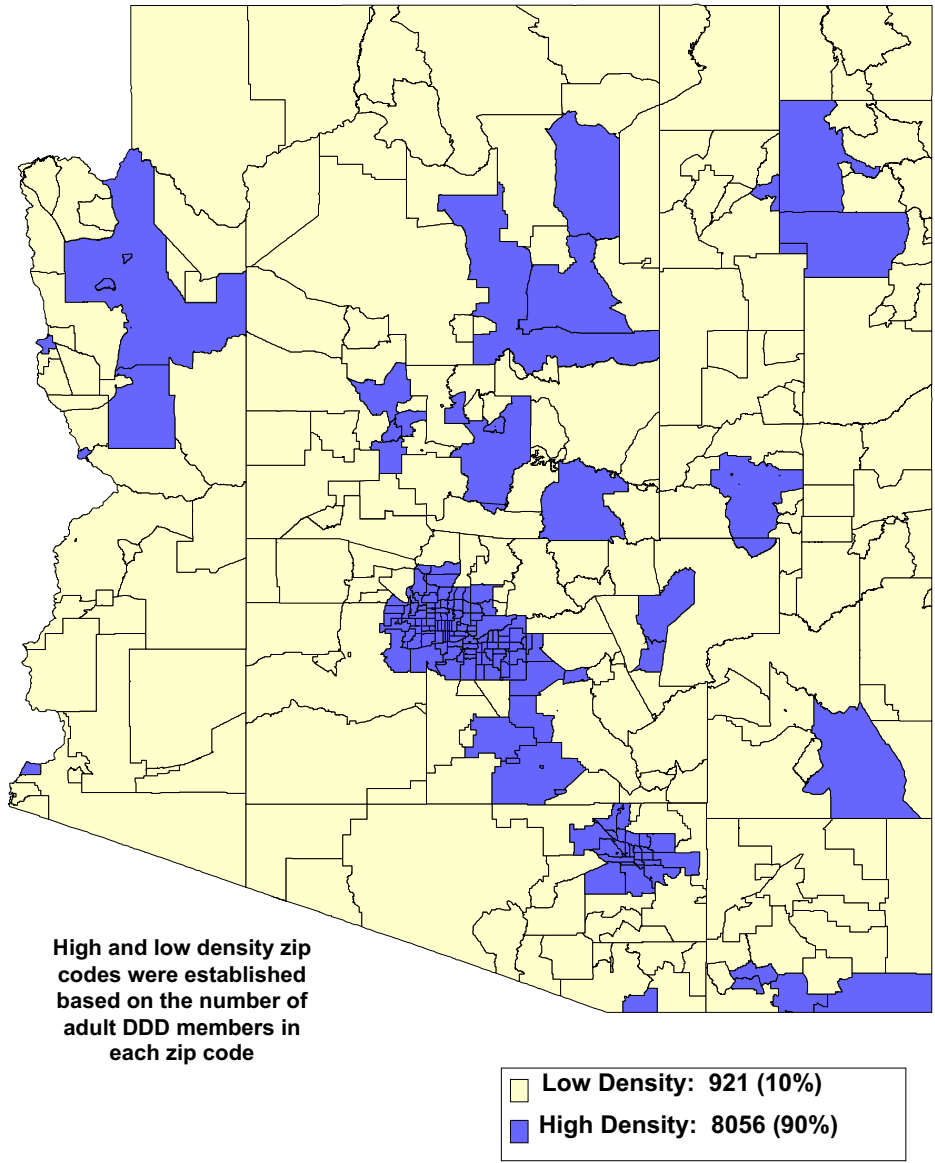 High and low density zip
codes were established
based on the number of
adult DDD members in
each zip code
Low Density: 921 (10%)
High Density: 8056 (90%)